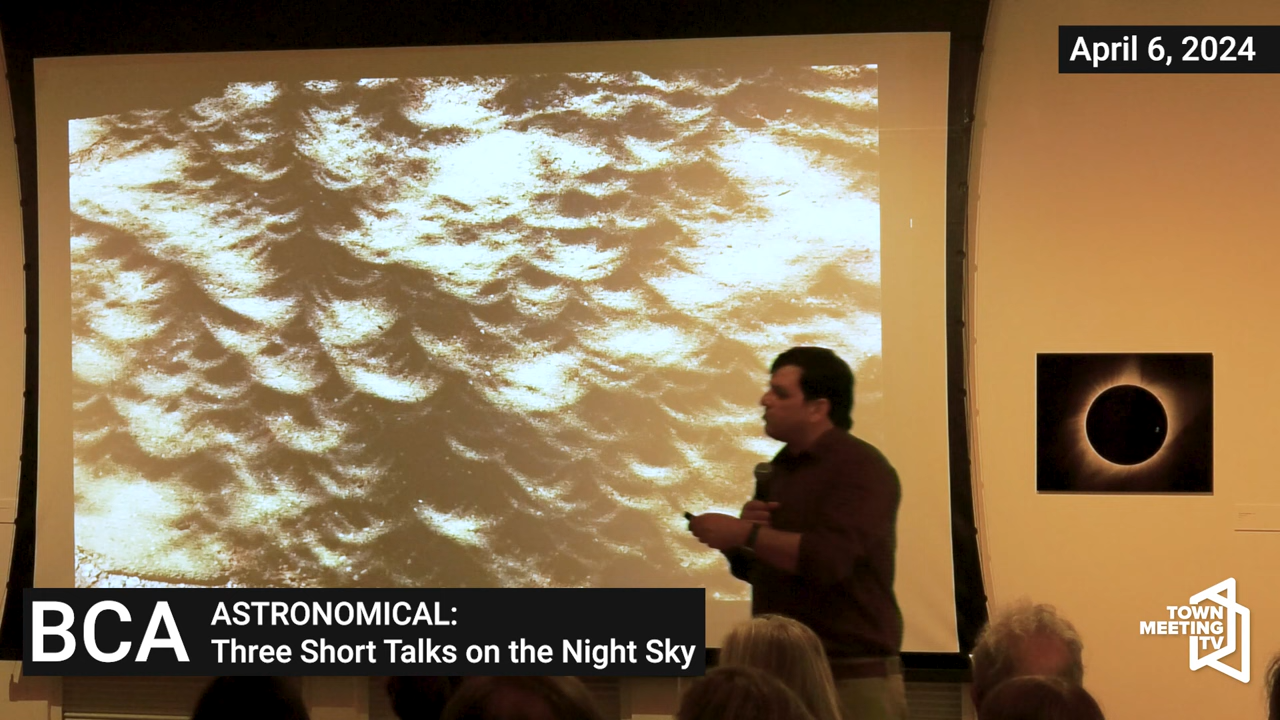 April 6, 2024
BCA
ASTRONOMICAL:
Three Short Talks on the Night Sky
TOWN
MEETING
TV